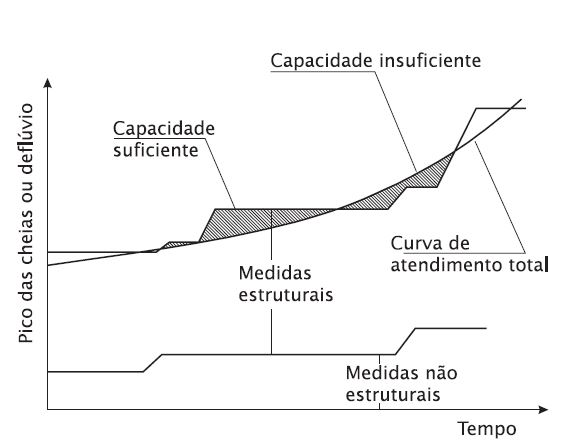 Capacidade insuficiente
Capacidade
suficiente
Pico das cheias ou deflúvio
Curva de
atendimento total
Medidas
estruturais
Medidas não
estruturais
Tempo